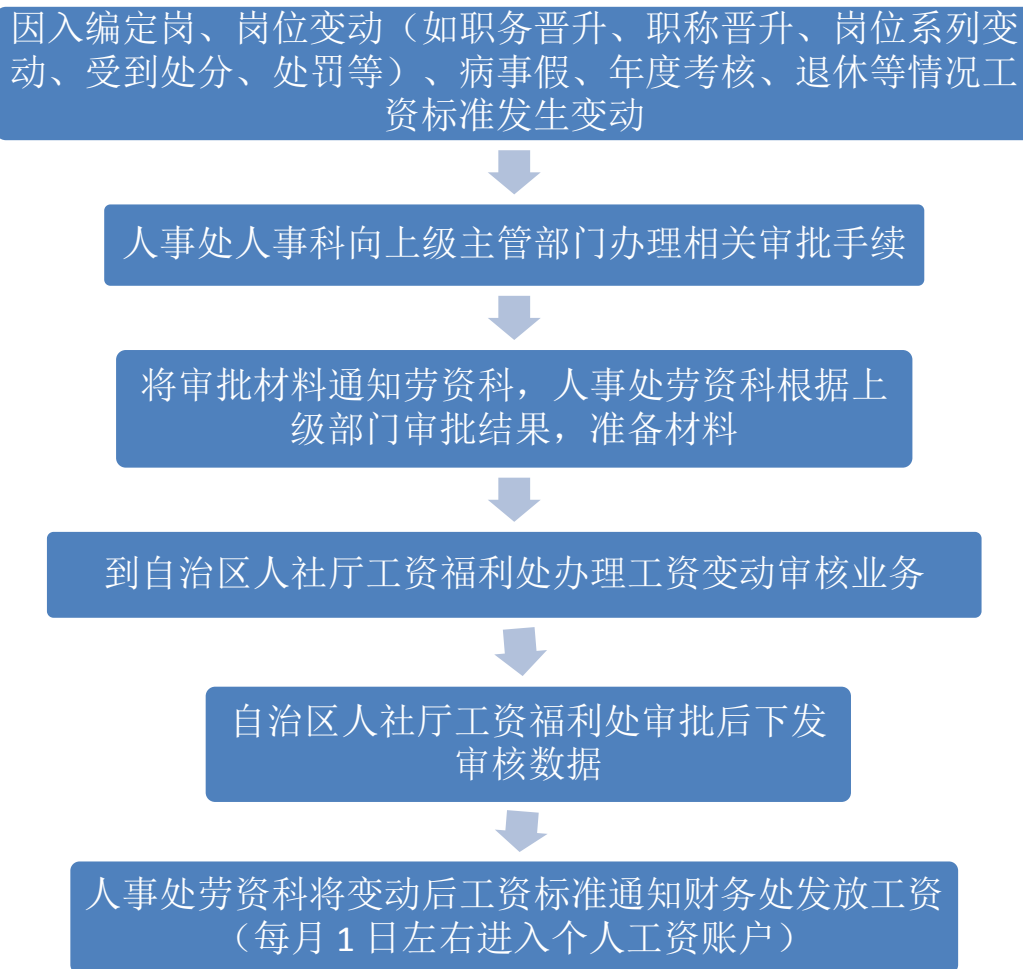 因入编定岗、岗位变动（如职务晋升、职称晋升、岗位系列变
动、受到处分、处罚等）、病事假、年度考核、退休等情况工
资标准发生变动
人事处人事科向上级主管部门办理相关审批手续
将审批材料通知劳资科，人事处劳资科根据上
级部门审批结果，准备材料
到自治区人社厅工资福利处办理工资变动审核业务
自治区人社厅工资福利处审批后下发
审核数据
人事处劳资科将变动后工资标准通知财务处发放工资
（每月 1 日左右进入个人工资账户）